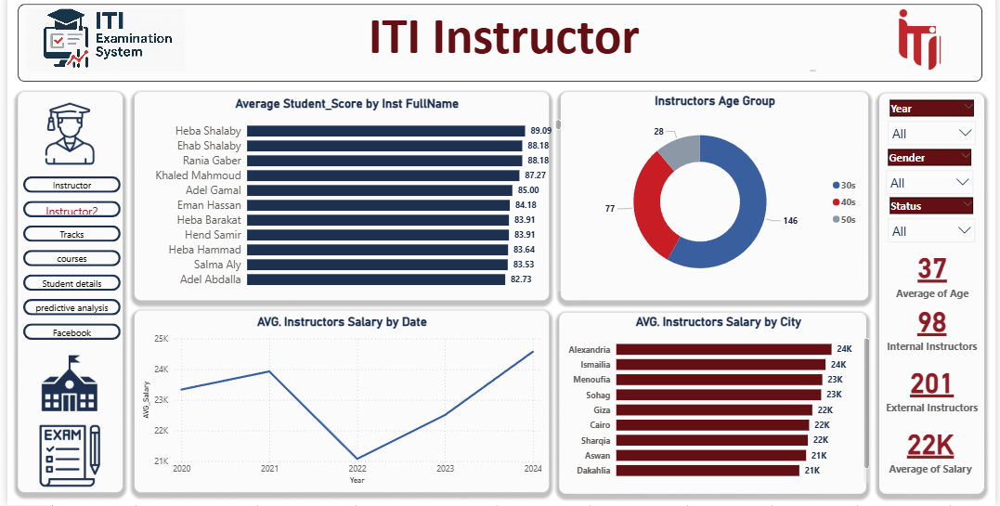 ITI
Examination
System
ITI Instructor
iTi
Instructor
Instructor2
Tracks
courses
Student details
predictive analysis
Facebook
EXAM
Average Student_Score by Inst FullName
Heba Shalaby 89.09
Ehab Shalaby 88.18
Rania Gaber 88.18
Khaled Mahmoud 87.27
Adel Gamal 85.00
Eman Hassan 84.18
Heba Barakat 83.91
Hend Samir 83.91
Heba Hammad 83.64
Salma Aly 83.53
Adel Abdalla 82.73
Instructors Age Group
28
77
146
30s
40s
50s
AVG. Instructors Salary by Date
AVG_Salary
25K
24K
23K
22K
21K
2020 2021 2022 2023 2024
Year
AVG. Instructors Salary by City
Alexandria 24K
Ismailia 24K
Menoufia 23K
Sohag 23K
Giza 22K
Cairo 22K
Sharqia 22K
Aswan 21K
Dakahlia 21K
Year
All
Gender
All
Status
All
37
Average of Age
98
Internal Instructors
201
External Instructors
22K
Average of Salary